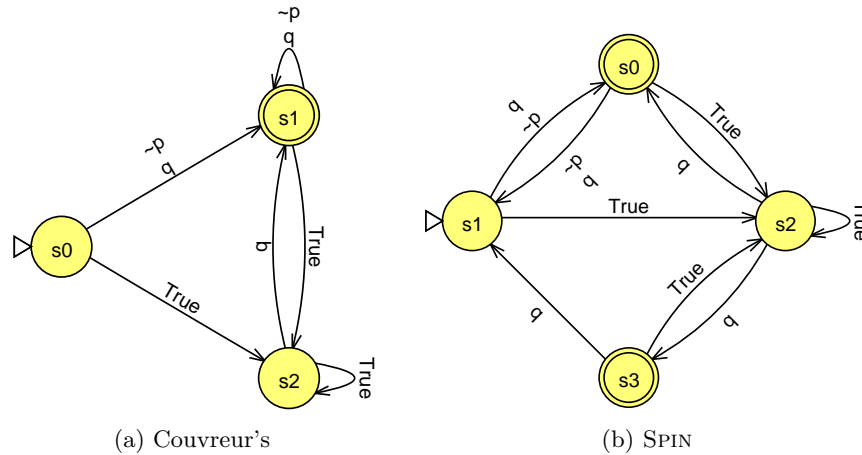 ~p
q
s1
~p
q
True
q
s0
True
s2
True
(a) Couvreur's
s0
q
~p
~p
q
True
q
s1
True
s2
True
q
True
q
s3
(b) SPIN